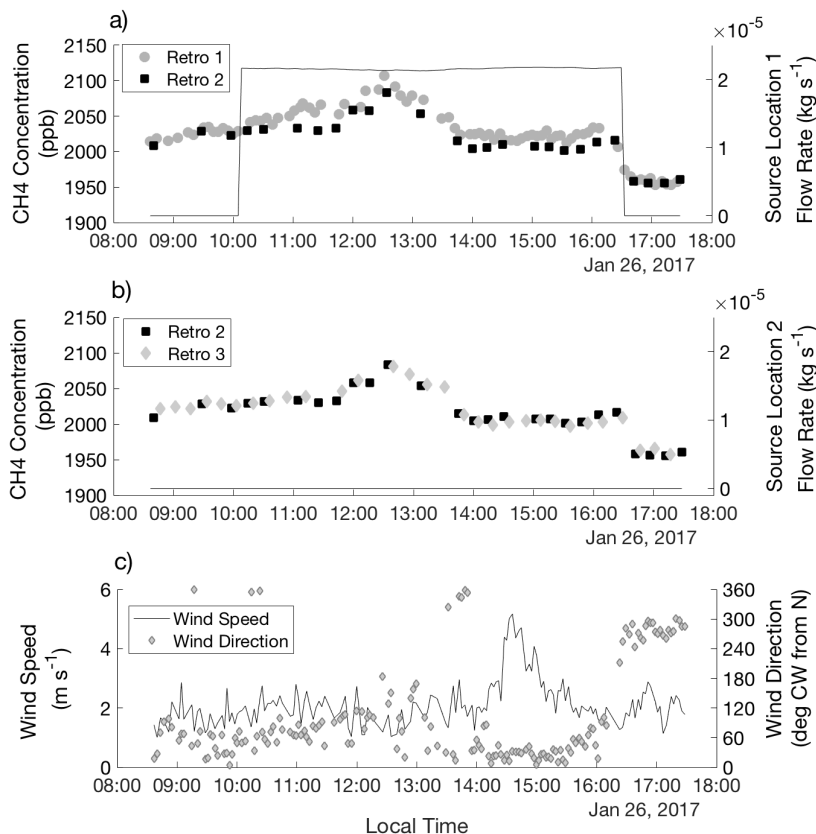 a)
×10⁻⁵
CH4 Concentration
(ppb)
2150
2100
2050
2000
1950
1900
Retro 1
Retro 2
2
1
0
Source Location 1
Flow Rate (kg s⁻¹)
08:00 09:00 10:00 11:00 12:00 13:00 14:00 15:00 16:00 17:00 18:00
Jan 26, 2017
b)
×10⁻⁵
CH4 Concentration
(ppb)
2150
2100
2050
2000
1950
1900
Retro 2
Retro 3
2
1
0
Source Location 2
Flow Rate (kg s⁻¹)
08:00 09:00 10:00 11:00 12:00 13:00 14:00 15:00 16:00 17:00 18:00
Jan 26, 2017
c)
Wind Speed
(m s⁻¹)
6
4
2
0
Wind Speed
Wind Direction
360
300
240
180
120
60
0
Wind Direction
(deg CW from N)
08:00 09:00 10:00 11:00 12:00 13:00 14:00 15:00 16:00 17:00 18:00
Jan 26, 2017
Local Time